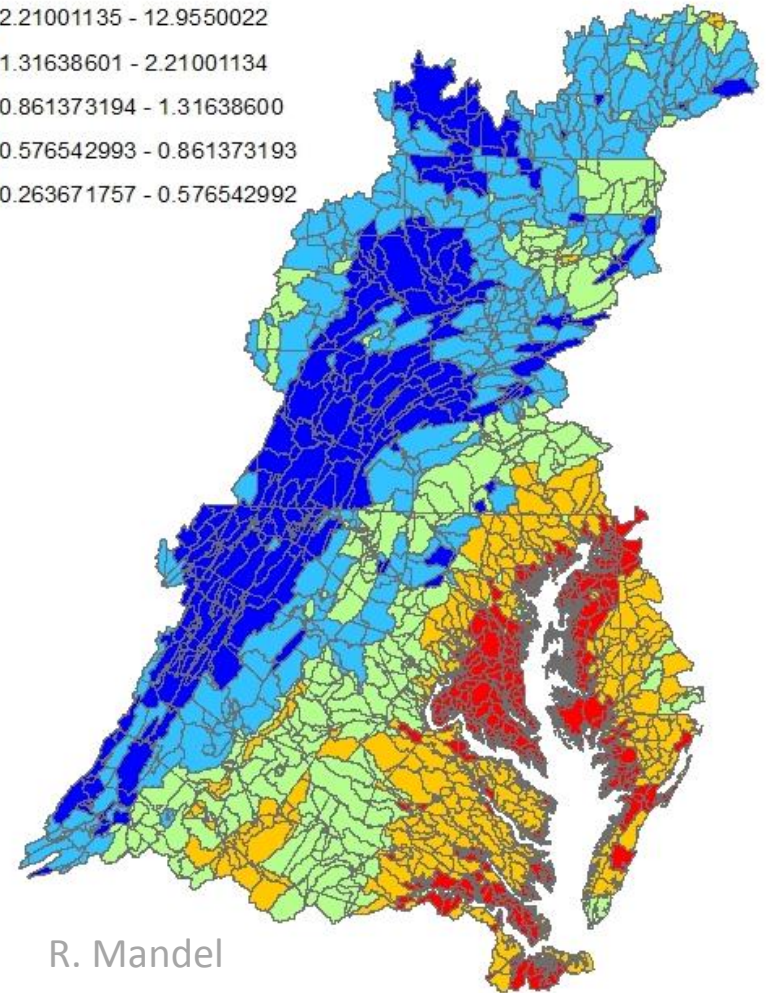 2.21001135 - 12.9550022
1.31638601 - 2.21001134
0.861373194 - 1.31638600
0.576542993 - 0.861373193
0.263671757 - 0.576542992
R. Mandel